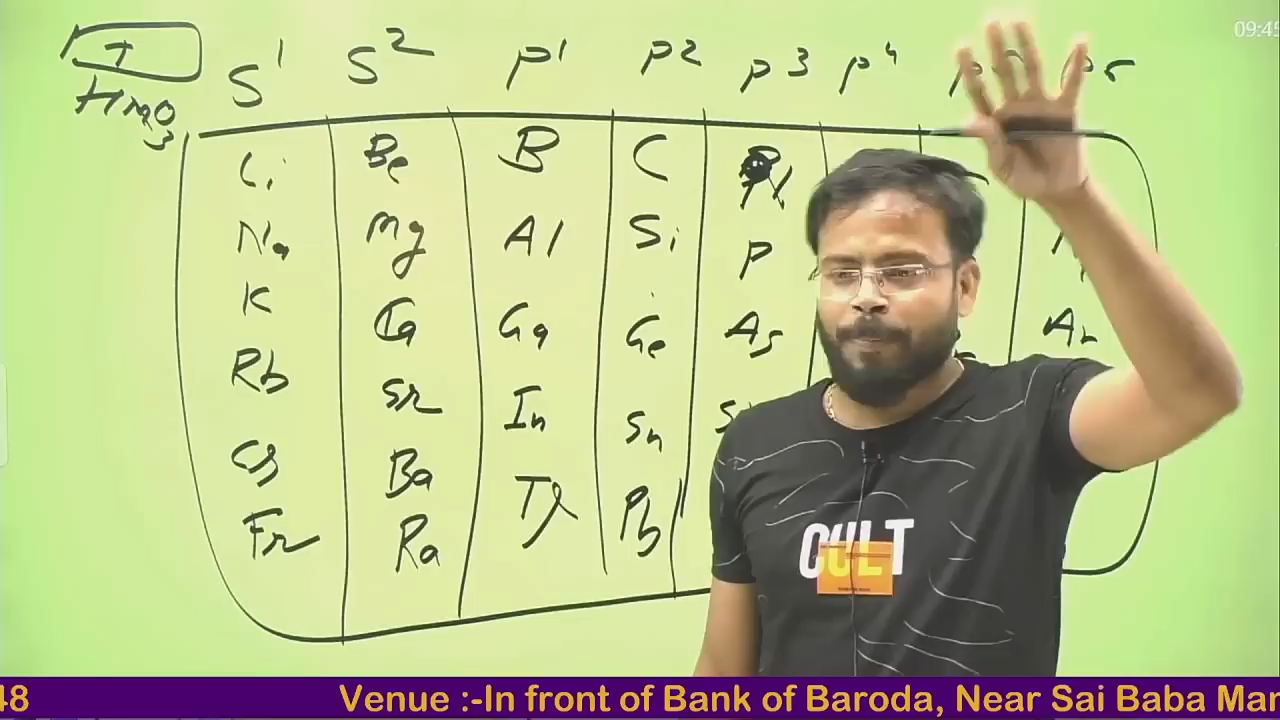 09:45
+
HNO3
s1 s2 p1 p2 p3 p4
Li Be B C
Na Mg Al Si P
K Ca Ga Ge As Ar
Rb Sr In Sn
Cs Ba Tl Pb
Fr Ra
CULT
CULT
48 Venue :-In front of Bank of Baroda, Near Sai Baba Mar